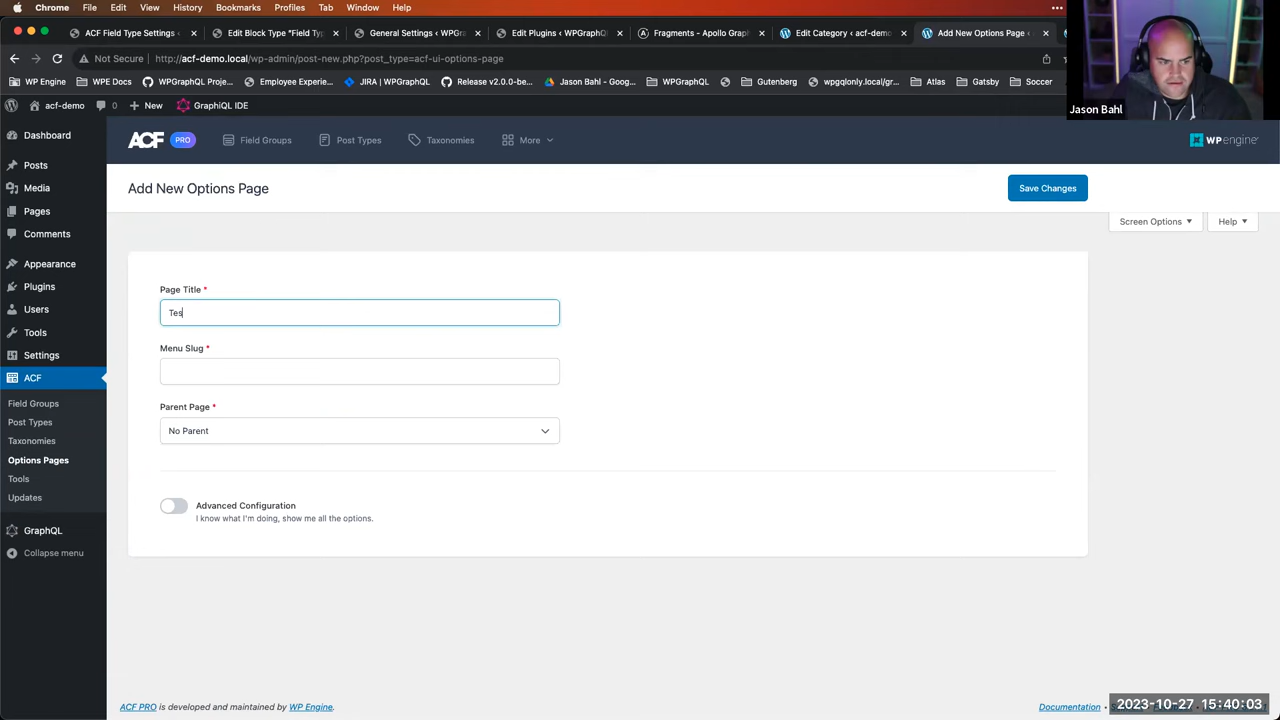 Chrome File Edit View History Bookmarks Profiles Tab Window Help
ACF Field Type Settings
Edit Block Type "Field Typ
General Settings ‹ WPGra
Edit Plugins ‹ WPGraphQL
Fragments - Apollo Grap
Edit Category ‹ acf-demo
Add New Options Page ‹
Not Secure http://acf-demo.local/wp-admin/post-new.php?post_type=acf-ui-options-page
WP Engine WPE Docs WPGraphQL Proje... Employee Experie... JIRA | WPGraphQL Release v2.0.0-be... Jason Bahl - Goog... WPGraphQL Gutenberg wpgqlonly.local/gr... Atlas Gatsby Soccer
Jason Bahl
acf-demo 0 New GraphiQL IDE
Dashboard
Posts
Media
Pages
Comments
Appearance
Plugins
Users
Tools
Settings
ACF
Field Groups
Post Types
Taxonomies
Options Pages
Tools
Updates
GraphQL
Collapse menu
ACF PRO Field Groups Post Types Taxonomies More
WP engine
Add New Options Page
Save Changes
Screen Options Help
Page Title *
Tes
Menu Slug *
Parent Page *
No Parent
Advanced Configuration
I know what I'm doing, show me all the options.
ACF PRO is developed and maintained by WP Engine.
Documentation
2023-10-27 15:40:03